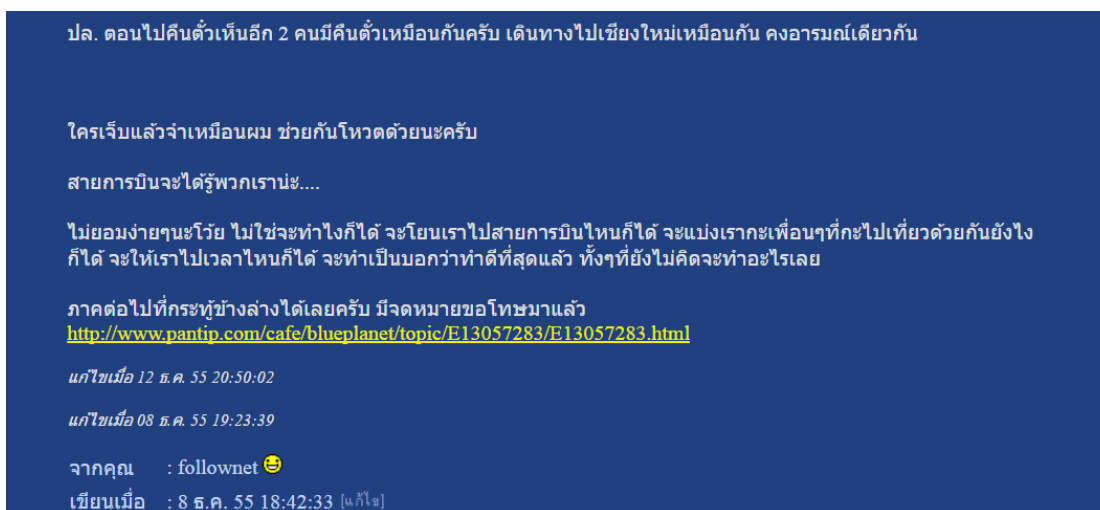 ปล. ตอนไปคืนตั๋วเห็นอีก 2 คนมีคืนตั๋วเหมือนกันครับ เดินทางไปเชียงใหม่เหมือนกัน คงอารมณ์เดียวกัน
ใครเจ็บแล้วจำเหมือนผม ช่วยกันโหวตด้วยนะครับ
สายการบินจะได้รู้พวกเราน่ะ....
ไม่ยอมง่ายๆนะโว้ย ไม่ใช่จะทำไงก็ได้ จะโยนเราไปสายการบินไหนก็ได้ จะแบ่งเรากะเพื่อนๆที่กะไปเที่ยวด้วยกันยังไง
ก็ได้ จะให้เราไปเวลาไหนก็ได้ จะทำเป็นบอกว่าทำดีที่สุดแล้ว ทั้งๆที่ยังไม่คิดจะทำอะไรเลย
ภาคต่อไปที่กระทู้ข้างล่างได้เลยครับ มีจดหมายขอโทษมาแล้ว
http://www.pantip.com/cafe/blueplanet/topic/E13057283/E13057283.html
แก้ไขเมื่อ 12 ธ.ค. 55 20:50:02
แก้ไขเมื่อ 08 ธ.ค. 55 19:23:39
จากคุณ : follownet
เขียนเมื่อ : 8 ธ.ค. 55 18:42:33 [แก้ไข]